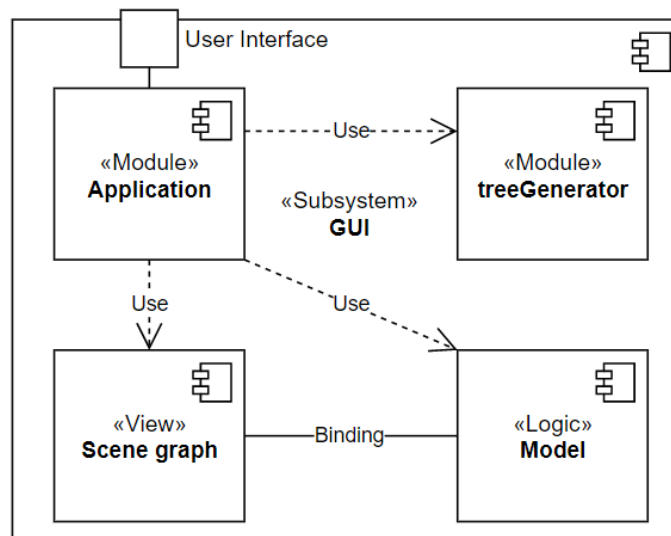 User Interface
«Module»
Application
Use
«Module»
treeGenerator
«Subsystem»
GUI
Use
Use
«View»
Scene graph
Binding
«Logic»
Model